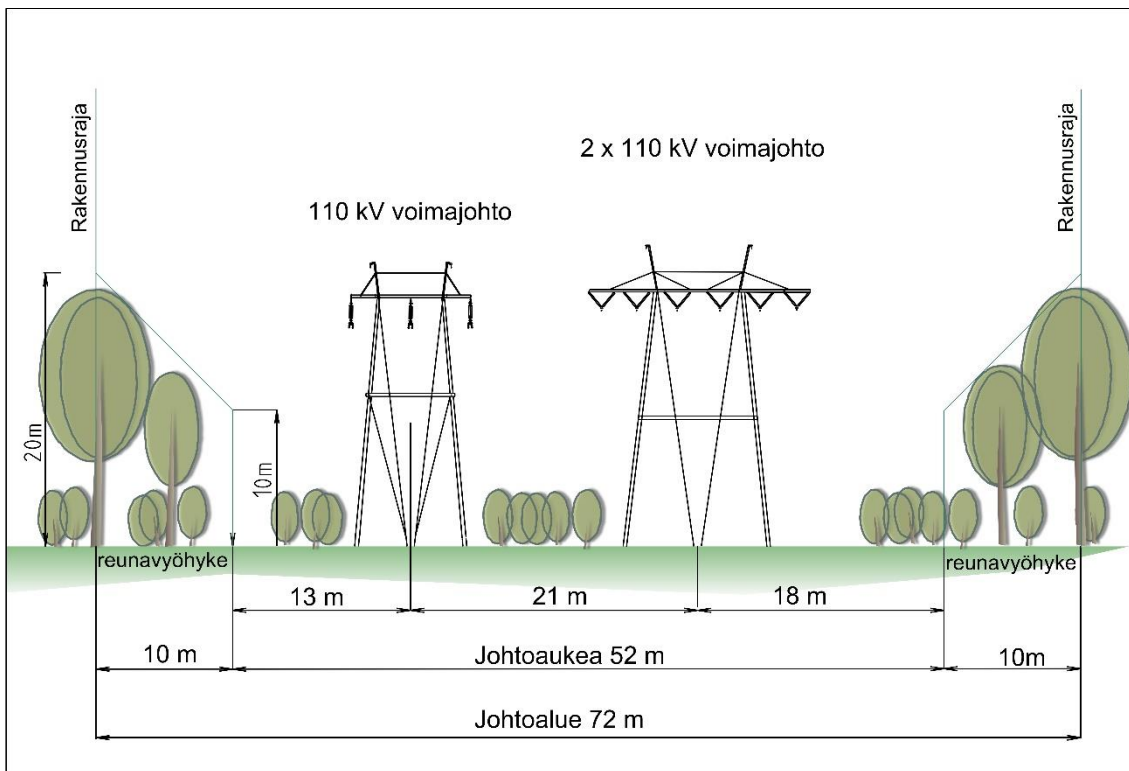 Rakennusraja
Rakennusraja
2 x 110 kV voimajohto
110 kV voimajohto
20m
10m
reunavyöhyke
reunavyöhyke
13 m
21 m
18 m
10 m
Johtoaukea 52 m
10m
Johtoalue 72 m